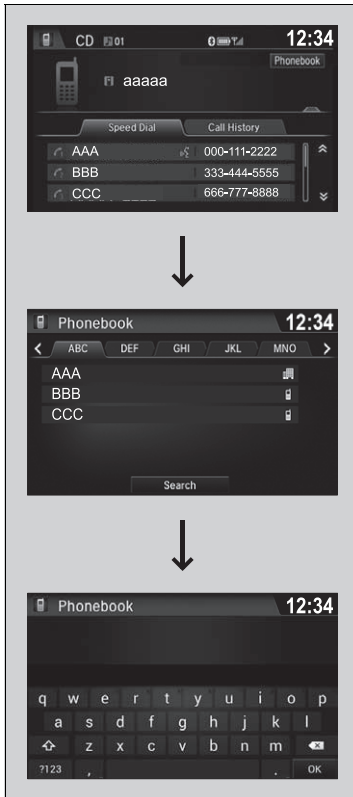 CD 01 12:34
Phonebook
aaaaa
Speed Dial Call History
AAA 000-111-2222
BBB 333-444-5555
CCC 666-777-8888
Phonebook 12:34
ABC DEF GHI JKL MNO
AAA
BBB
CCC
Search
Phonebook 12:34
q w e r t y u i o p
a s d f g h j k l
z x c v b n m
?123 , . OK